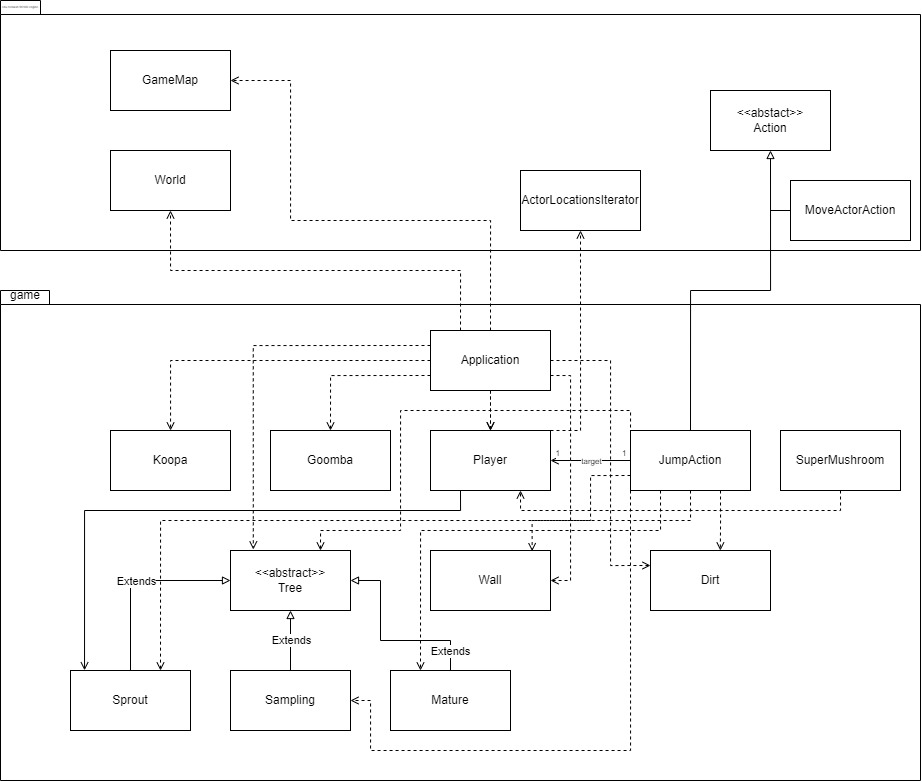 GameMap
<<abstact>>
Action
World
ActorLocationsIterator
MoveActorAction
game
Application
Koopa
Goomba
Player
1
target
1
JumpAction
SuperMushroom
<<abstract>>
Tree
Wall
Dirt
Extends
Extends
Extends
Sprout
Sampling
Mature